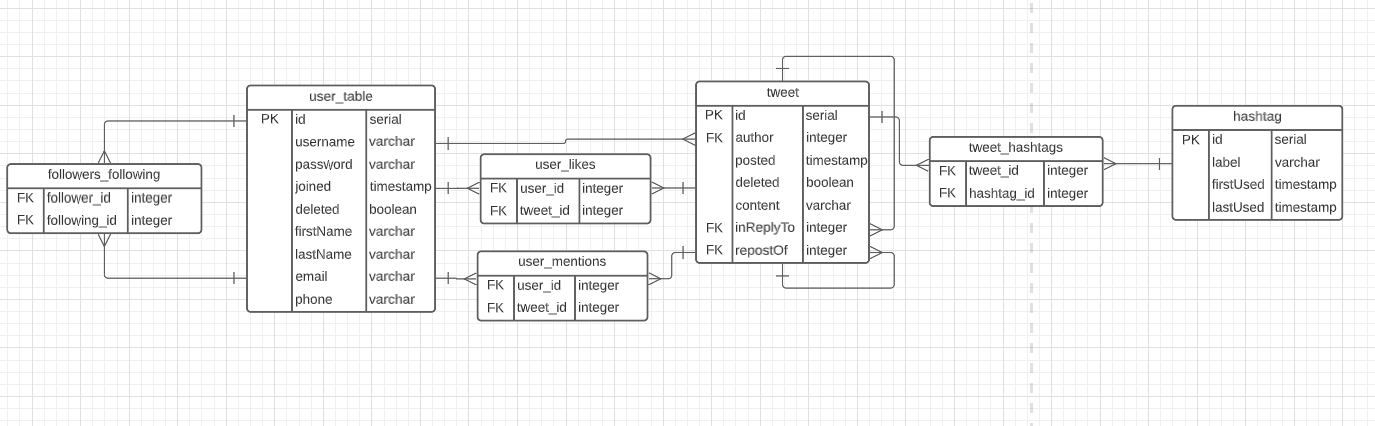 followers_following
FK follower_id integer
FK following_id integer
user_table
PK id serial
username varchar
password varchar
joined timestamp
deleted boolean
firstName varchar
lastName varchar
email varchar
phone varchar
user_likes
FK user_id integer
FK tweet_id integer
user_mentions
FK user_id integer
FK tweet_id integer
tweet
PK id serial
FK author integer
posted timestamp
deleted boolean
content varchar
FK inReplyTo integer
FK repostOf integer
tweet_hashtags
FK tweet_id integer
FK hashtag_id integer
hashtag
PK id serial
label varchar
firstUsed timestamp
lastUsed timestamp